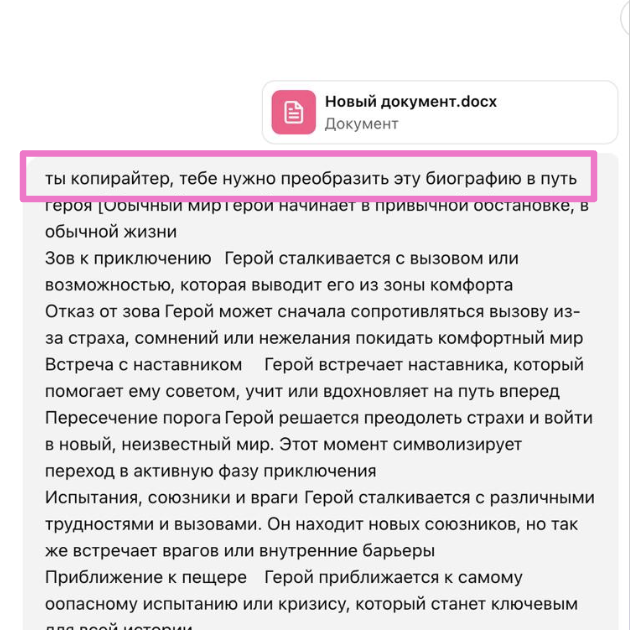 Новый документ.docx
Документ
ты копирайтер, тебе нужно преобразить эту биографию в путь
героя [Обычный мир Герой начинает в привычной обстановке, в
обычной жизни
Зов к приключению Герой сталкивается с вызовом или
возможностью, которая выводит его из зоны комфорта
Отказ от зова Герой может сначала сопротивляться вызову из-
за страха, сомнений или нежелания покидать комфортный мир
Встреча с наставником Герой встречает наставника, который
помогает ему советом, учит или вдохновляет на путь вперед
Пересечение порога Герой решается преодолеть страхи и войти
в новый, неизвестный мир. Этот момент символизирует
переход в активную фазу приключения
Испытания, союзники и враги Герой сталкивается с различными
трудностями и вызовами. Он находит новых союзников, но так
же встречает врагов или внутренние барьеры
Приближение к пещере Герой приближается к самому
оопасному испытанию или кризису, который станет ключевым
для всей истории